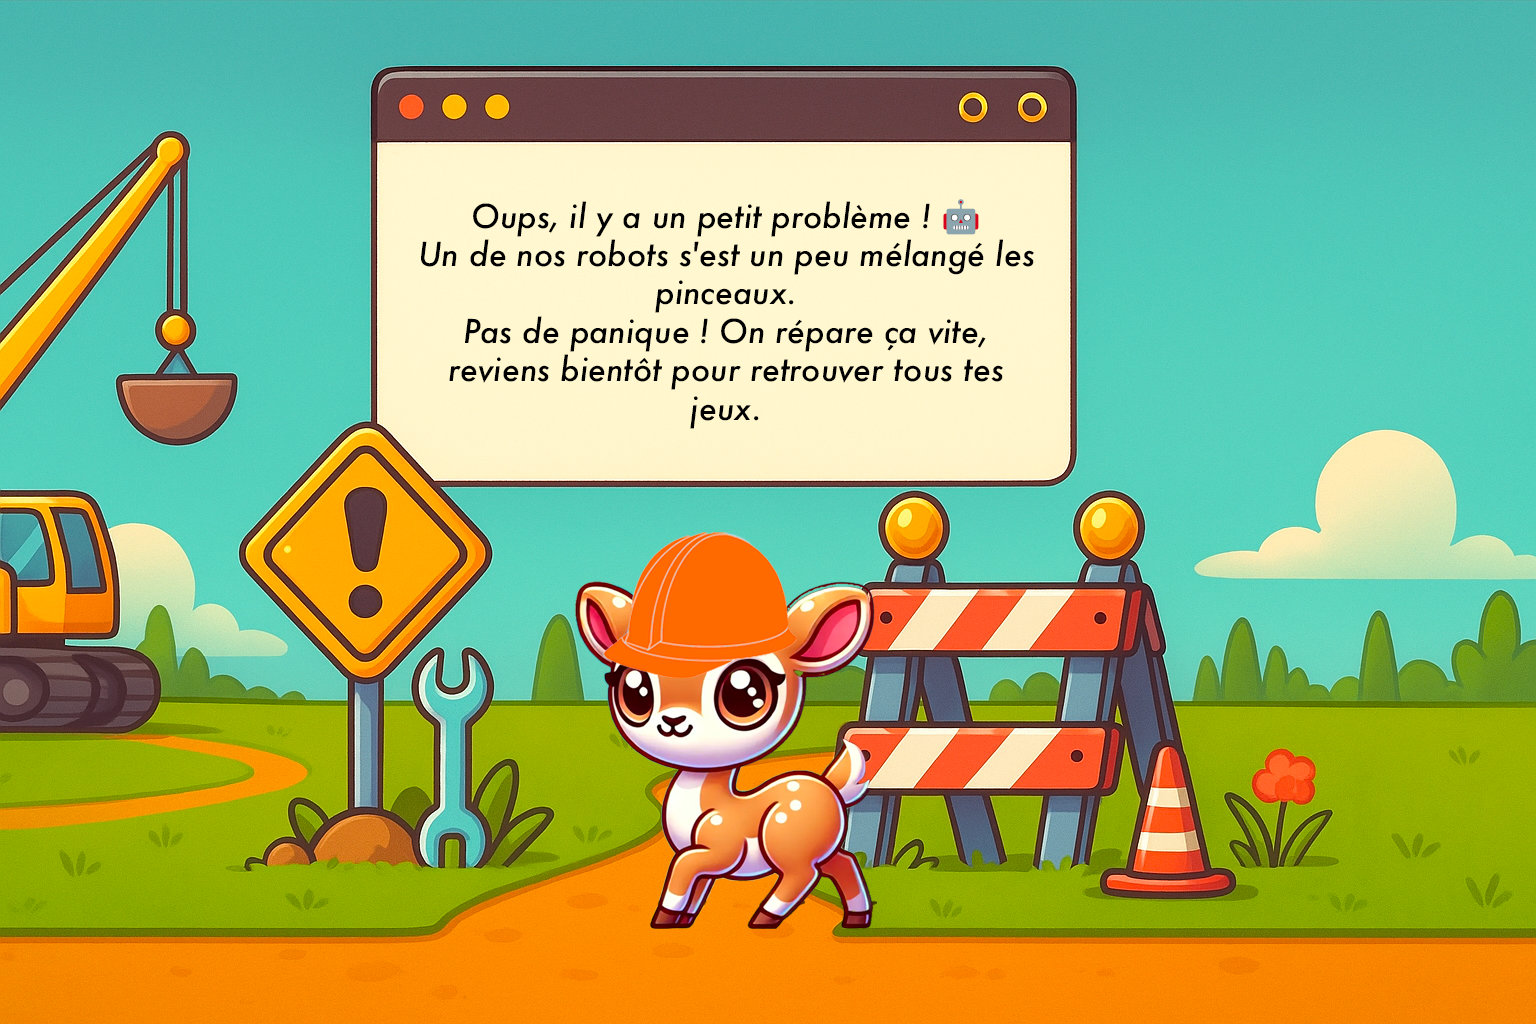 Oups, il y a un petit problème ! 🤖
Un de nos robots s'est un peu mélangé les
pinceaux.
Pas de panique ! On répare ça vite,
reviens bientôt pour retrouver tous tes
jeux.